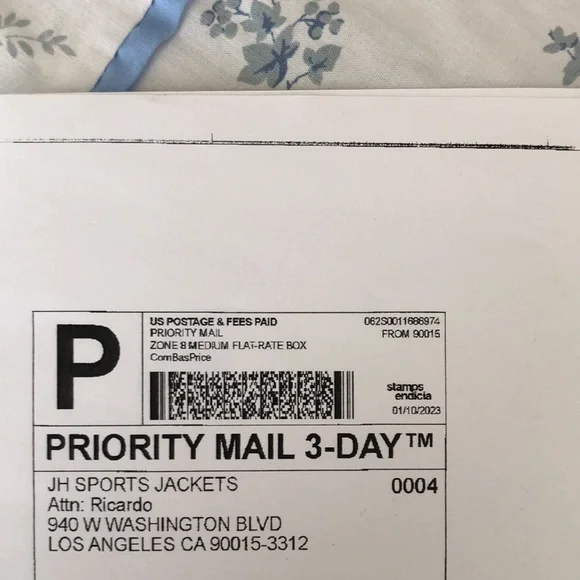 P
US POSTAGE & FEES PAID
PRIORITY MAIL
ZONE 8 MEDIUM FLAT-RATE BOX
ComBasPrice
062S0011686974
FROM 90015
stamps
endicia
01/10/2023
PRIORITY MAIL 3-DAY™
JH SPORTS JACKETS
0004
Attn: Ricardo
940 W WASHINGTON BLVD
LOS ANGELES CA 90015-3312